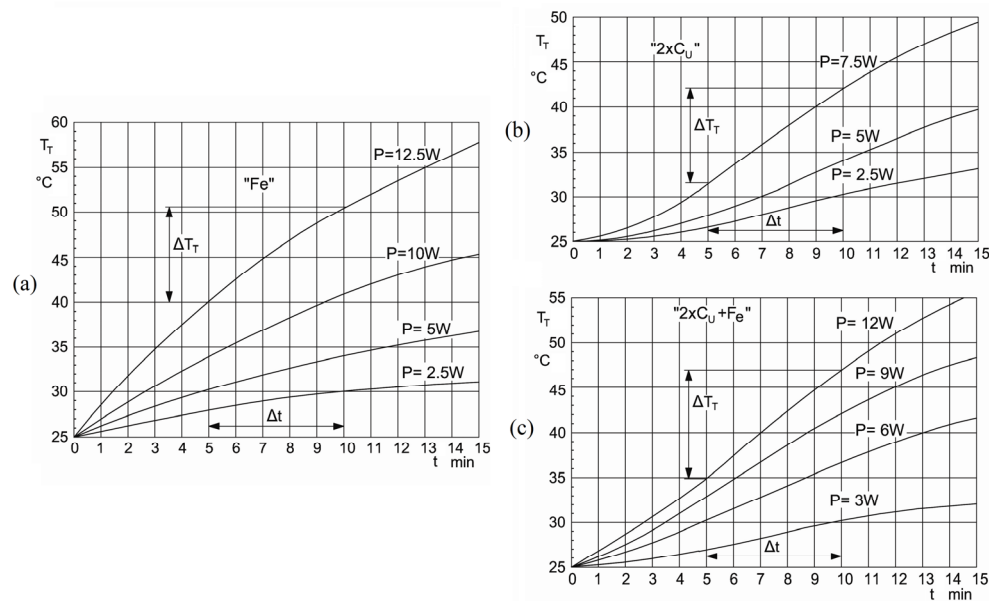 (a)
T_T
°C
60
55
50
45
40
35
30
25
"Fe"
P=12.5W
ΔT_T
P=10W
P= 5W
P= 2.5W
Δt
0 1 2 3 4 5 6 7 8 9 10 11 12 13 14 15
t min
(b)
T_T
°C
50
45
40
35
30
25
"2xC_U"
P=7.5W
ΔT_T
P= 5W
P= 2.5W
Δt
0 1 2 3 4 5 6 7 8 9 10 11 12 13 14 15
t min
(c)
T_T
°C
55
50
45
40
35
30
25
"2xC_U+Fe"
P= 12W
ΔT_T
P= 9W
P= 6W
P= 3W
Δt
0 1 2 3 4 5 6 7 8 9 10 11 12 13 14 15
t min